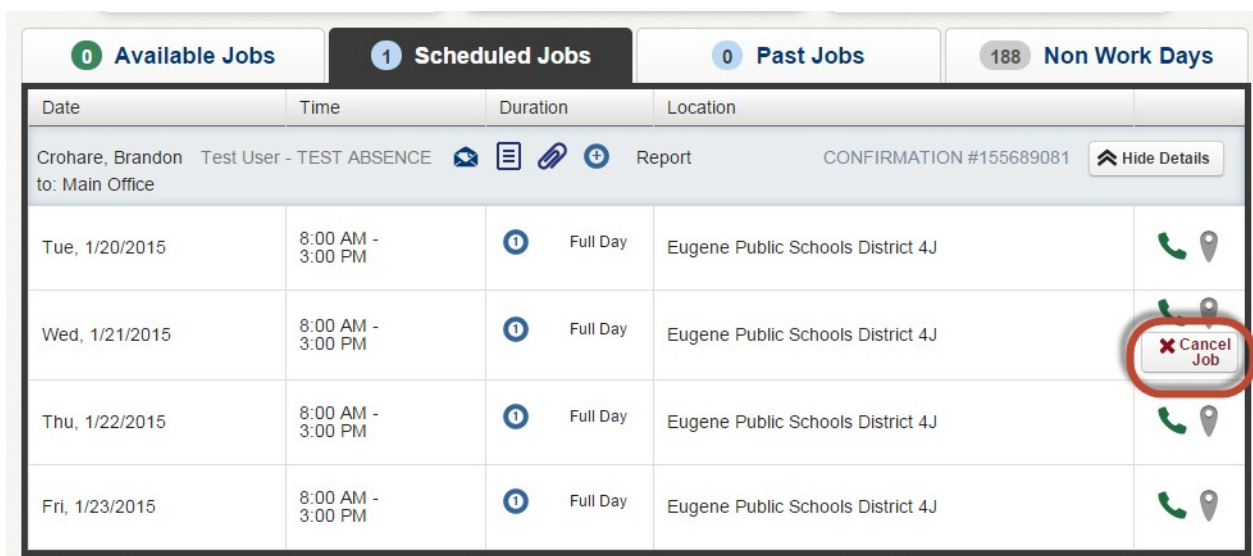 0 Available Jobs 1 Scheduled Jobs 0 Past Jobs 188 Non Work Days
Date Time Duration Location
Crohare, Brandon Test User - TEST ABSENCE Report CONFIRMATION #155689081 Hide Details
to: Main Office
Tue, 1/20/2015 8:00 AM - 1 Full Day Eugene Public Schools District 4J
3:00 PM
Wed, 1/21/2015 8:00 AM - 1 Full Day Eugene Public Schools District 4J
3:00 PM
Cancel
Job
Thu, 1/22/2015 8:00 AM - 1 Full Day Eugene Public Schools District 4J
3:00 PM
Fri, 1/23/2015 8:00 AM - 1 Full Day Eugene Public Schools District 4J
3:00 PM